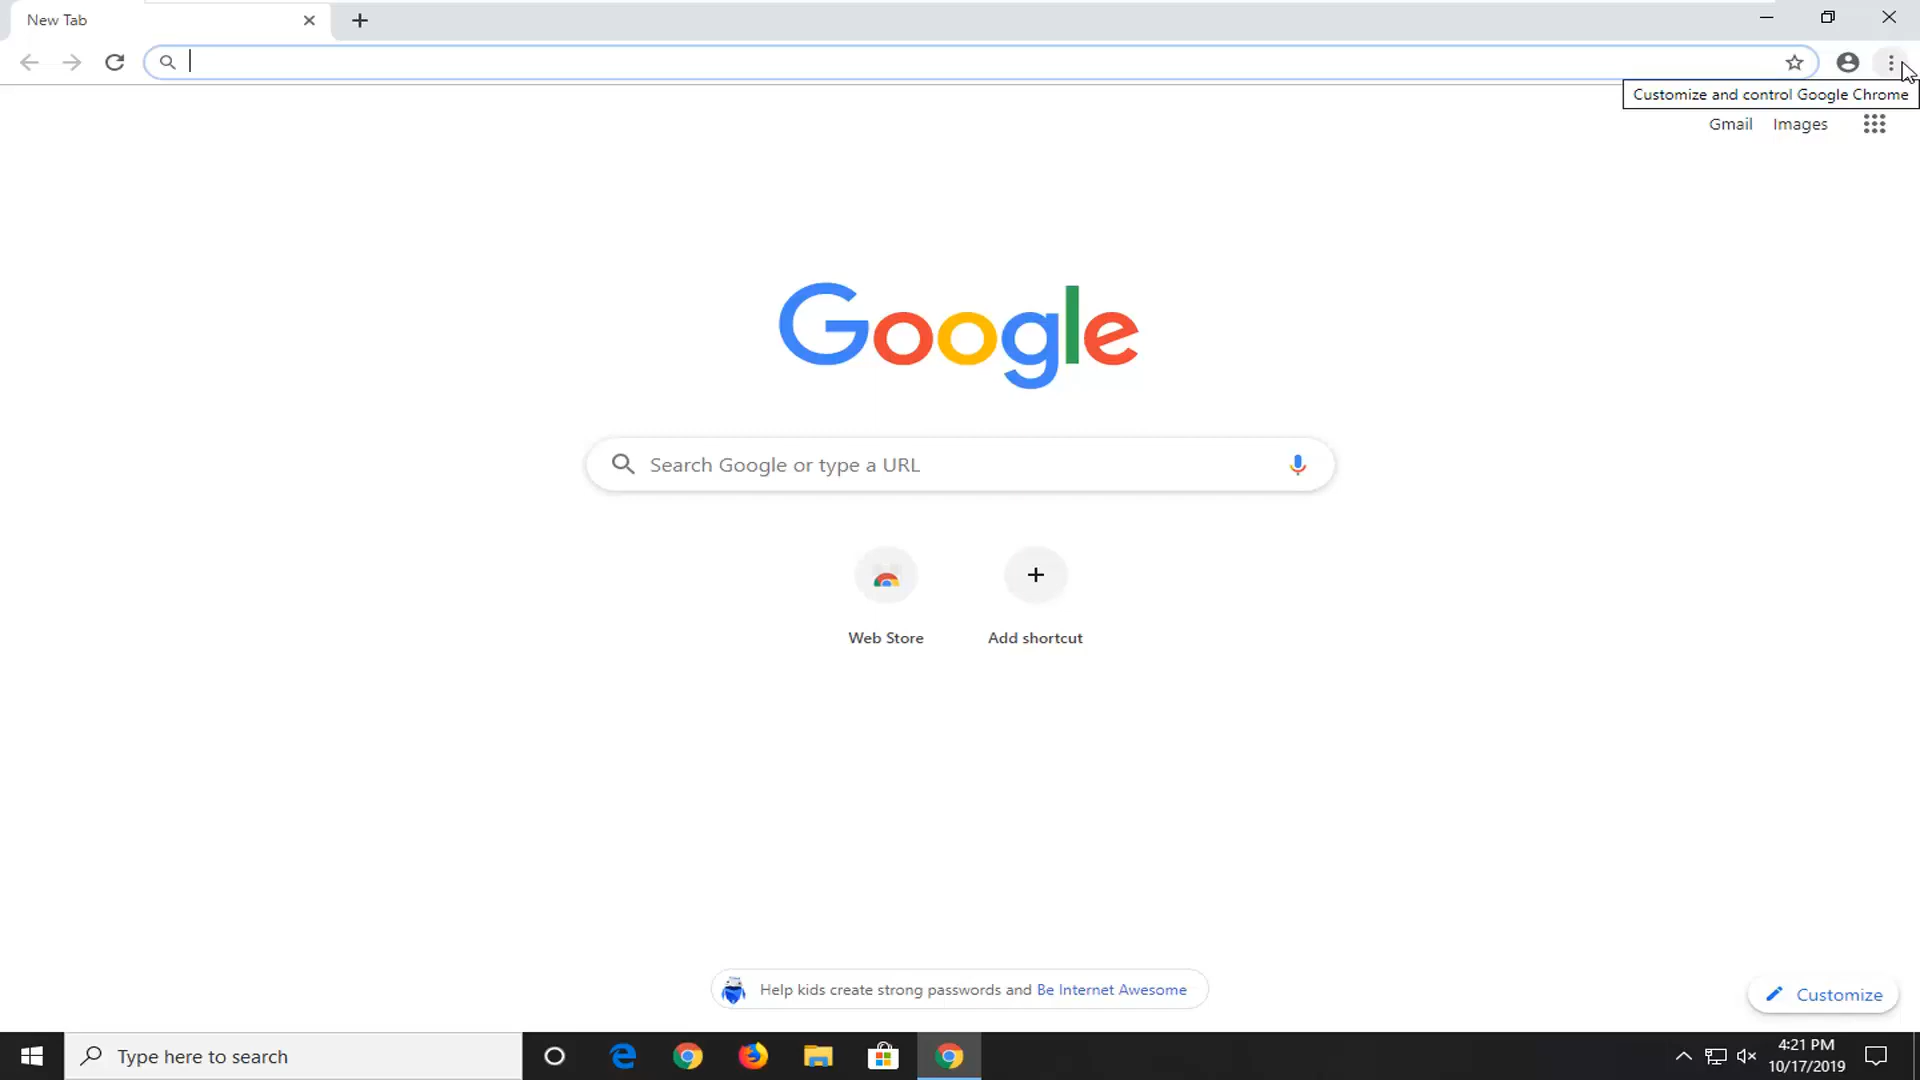 New Tab
Customize and control Google Chrome
Gmail Images
Google
Search Google or type a URL
Web Store Add shortcut
Help kids create strong passwords and Be Internet Awesome
Customize
Type here to search
4:21 PM
10/17/2019